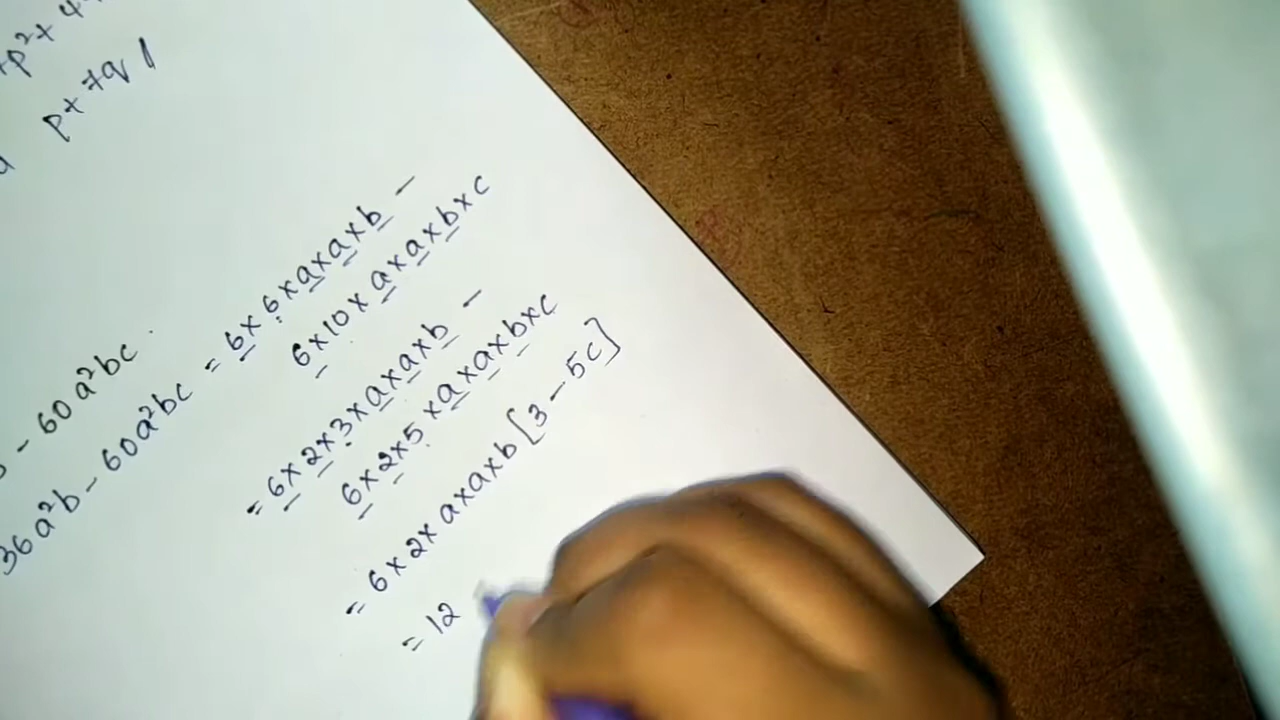 p² + 4
p + 7q
- 60a²bc
36a²b - 60a²bc = 6 × 6 × a × a × b -
6 × 10 × a × a × b × c
= 6 × 2 × 3 × a × a × b -
6 × 2 × 5 × a × a × b × c
= 6 × 2 × a × a × b [3 - 5c]
= 12